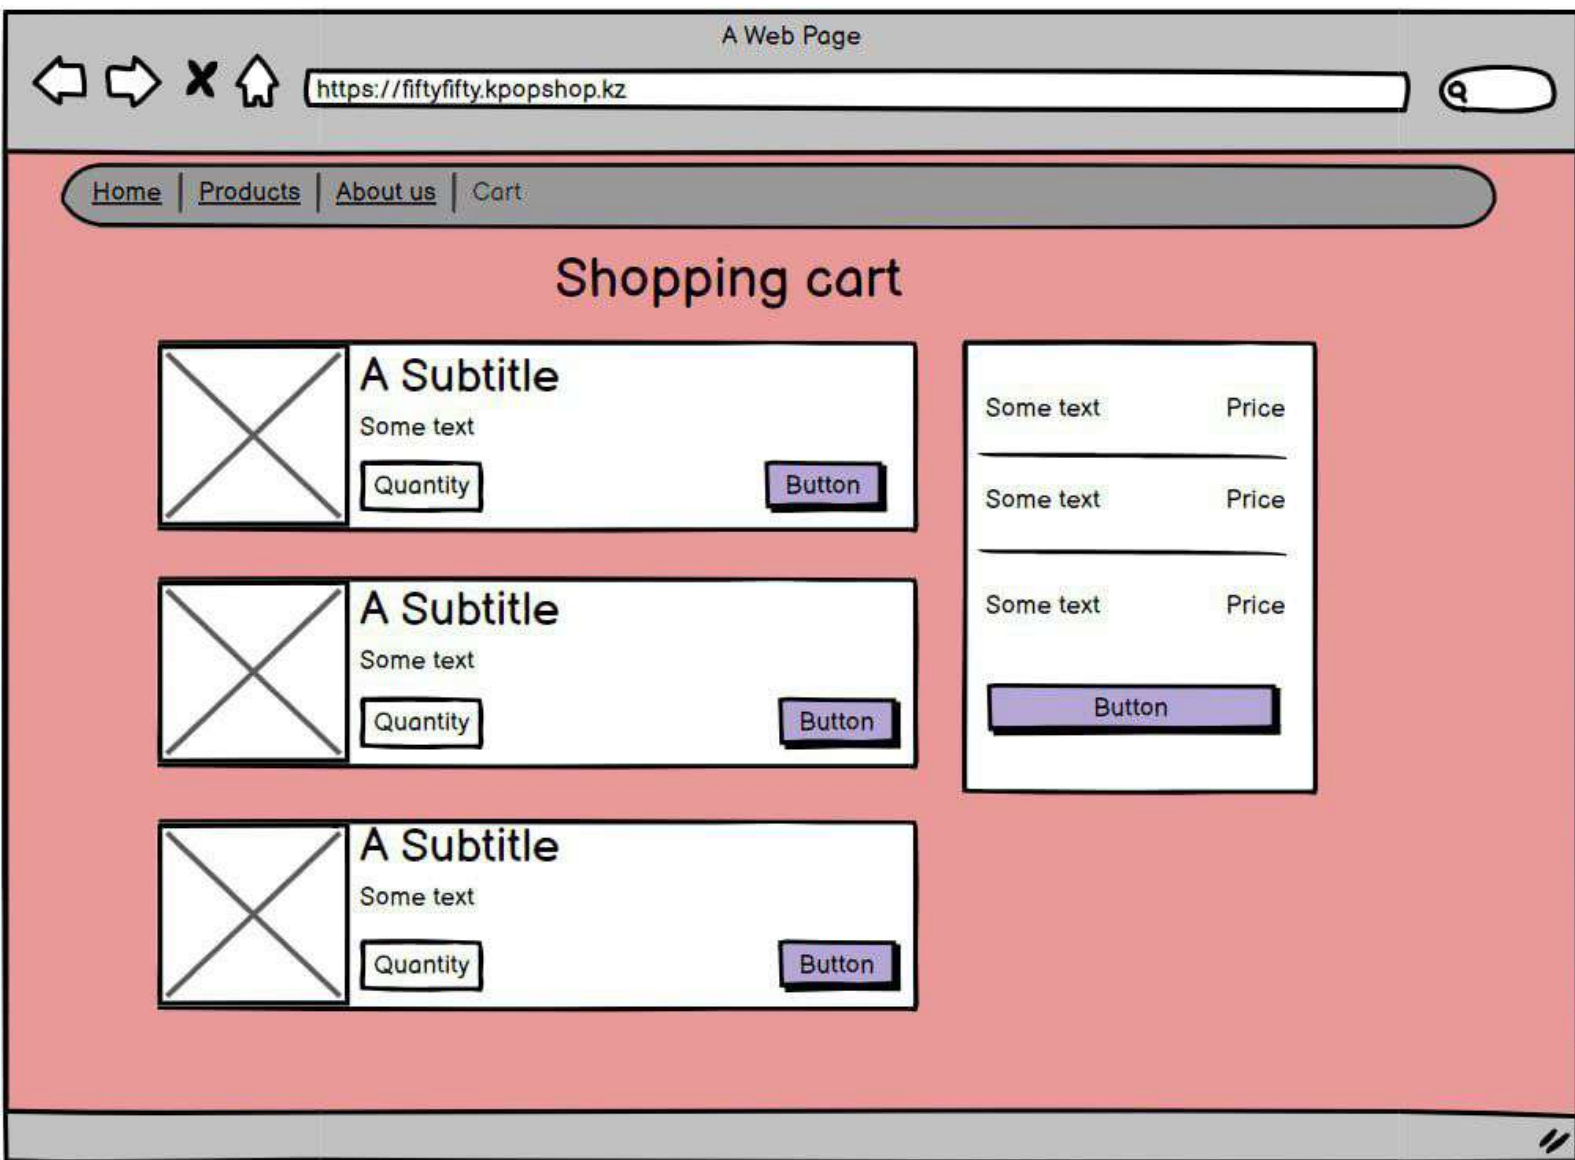 A Web Page
https://fiftyfifty.kpopshop.kz
Home Products About us Cart
Shopping cart
A Subtitle
Some text
Quantity Button
A Subtitle
Some text
Quantity Button
A Subtitle
Some text
Quantity Button
Some text Price
Some text Price
Some text Price
Button